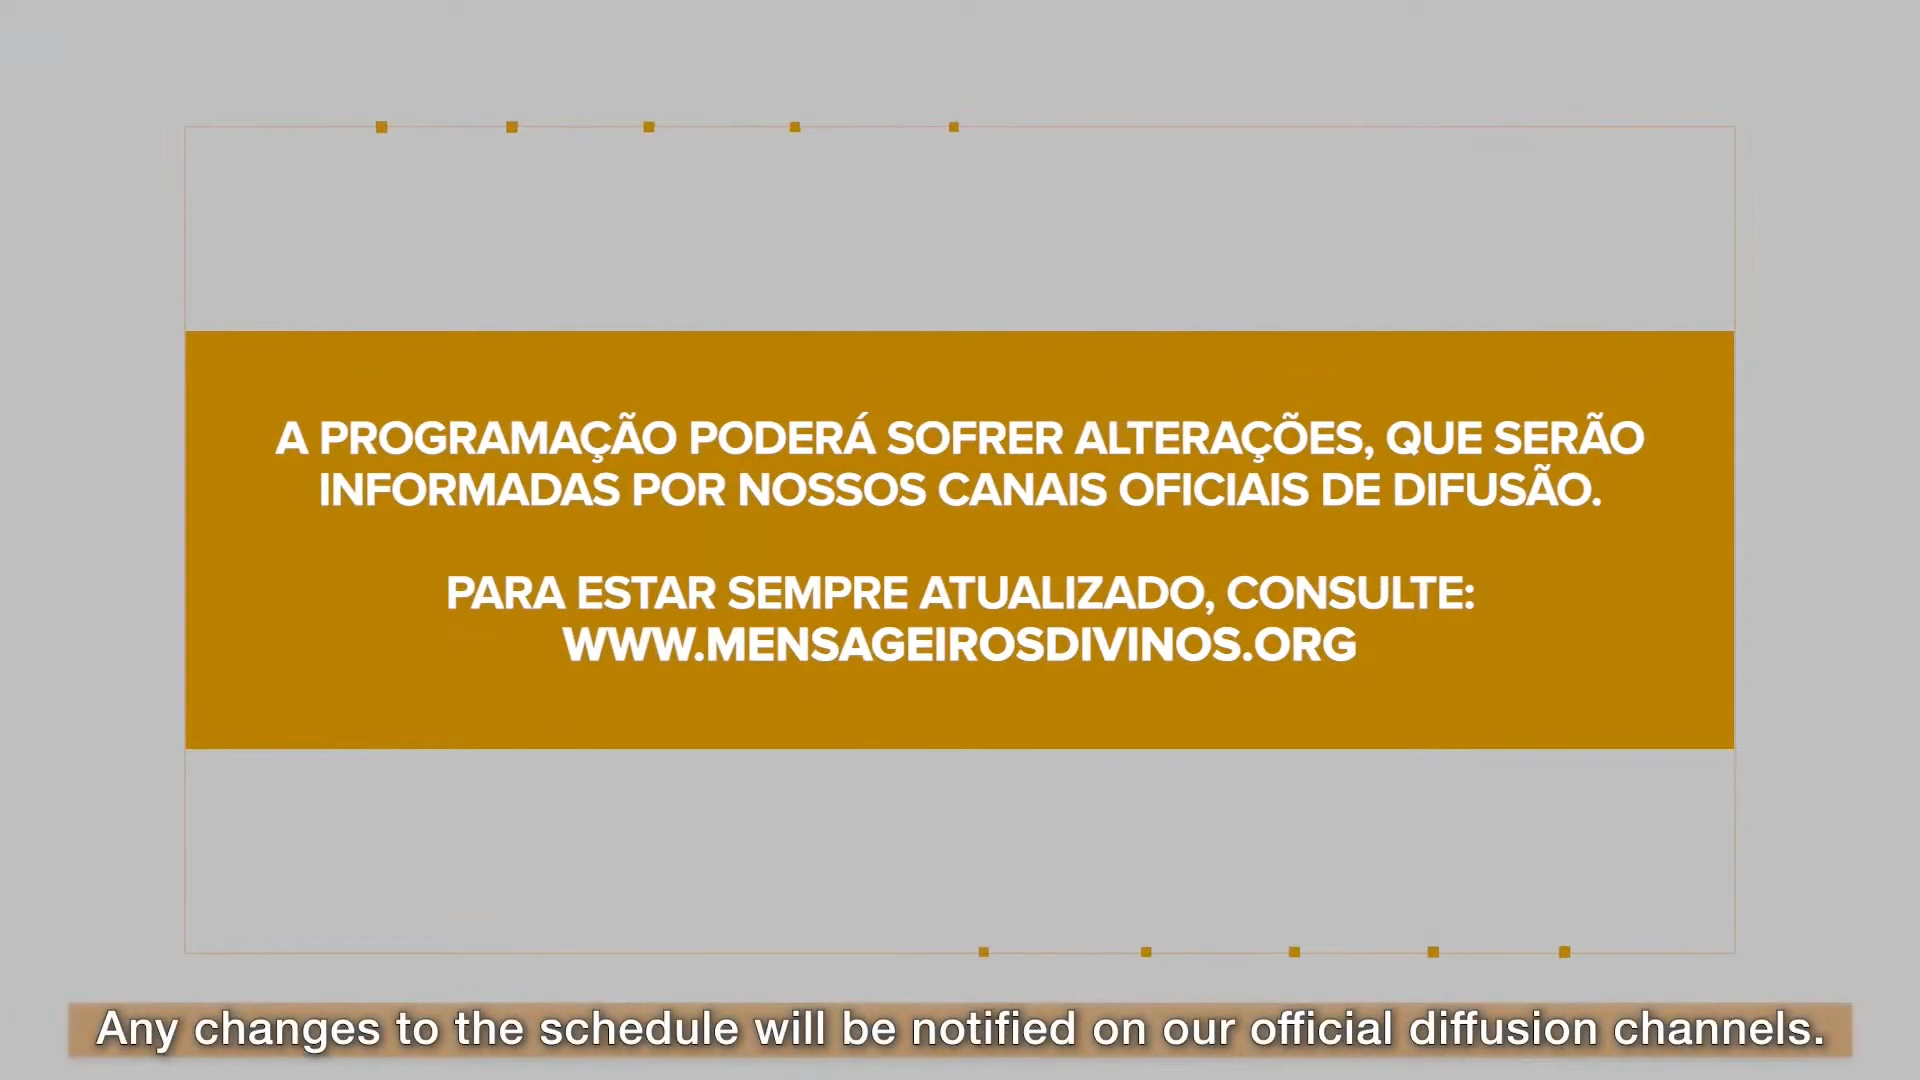 A PROGRAMAÇÃO PODERÁ SOFRER ALTERAÇÕES, QUE SERÃO
INFORMADAS POR NOSSOS CANAIS OFICIAIS DE DIFUSÃO.
PARA ESTAR SEMPRE ATUALIZADO, CONSULTE:
WWW.MENSAGEIROSDIVINOS.ORG
Any changes to the schedule will be notified on our official diffusion channels.